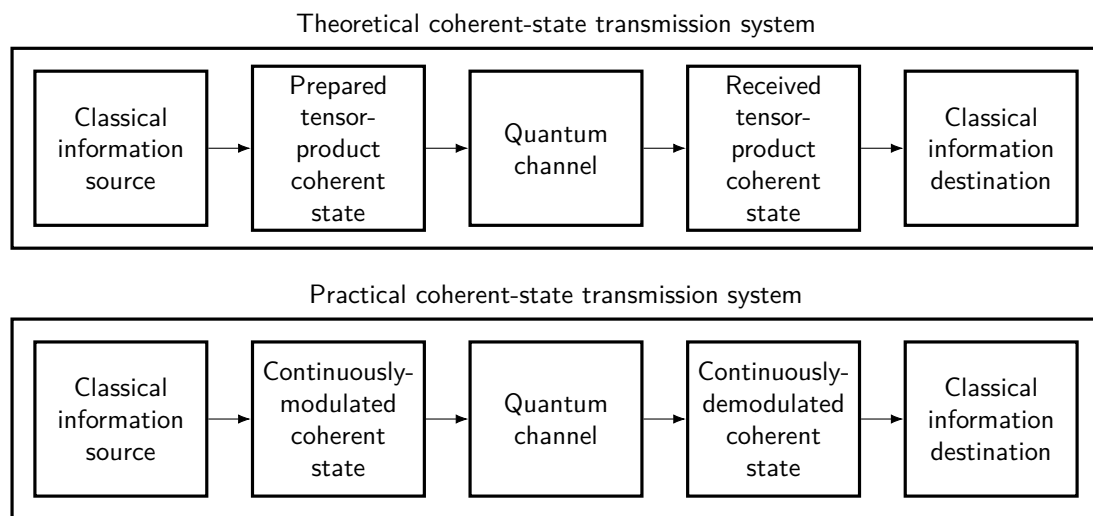 Theoretical coherent-state transmission system
Classical
information
source
Prepared
tensor-
product
coherent
state
Quantum
channel
Received
tensor-
product
coherent
state
Classical
information
destination
Practical coherent-state transmission system
Classical
information
source
Continuously-
modulated
coherent
state
Quantum
channel
Continuously-
demodulated
coherent
state
Classical
information
destination